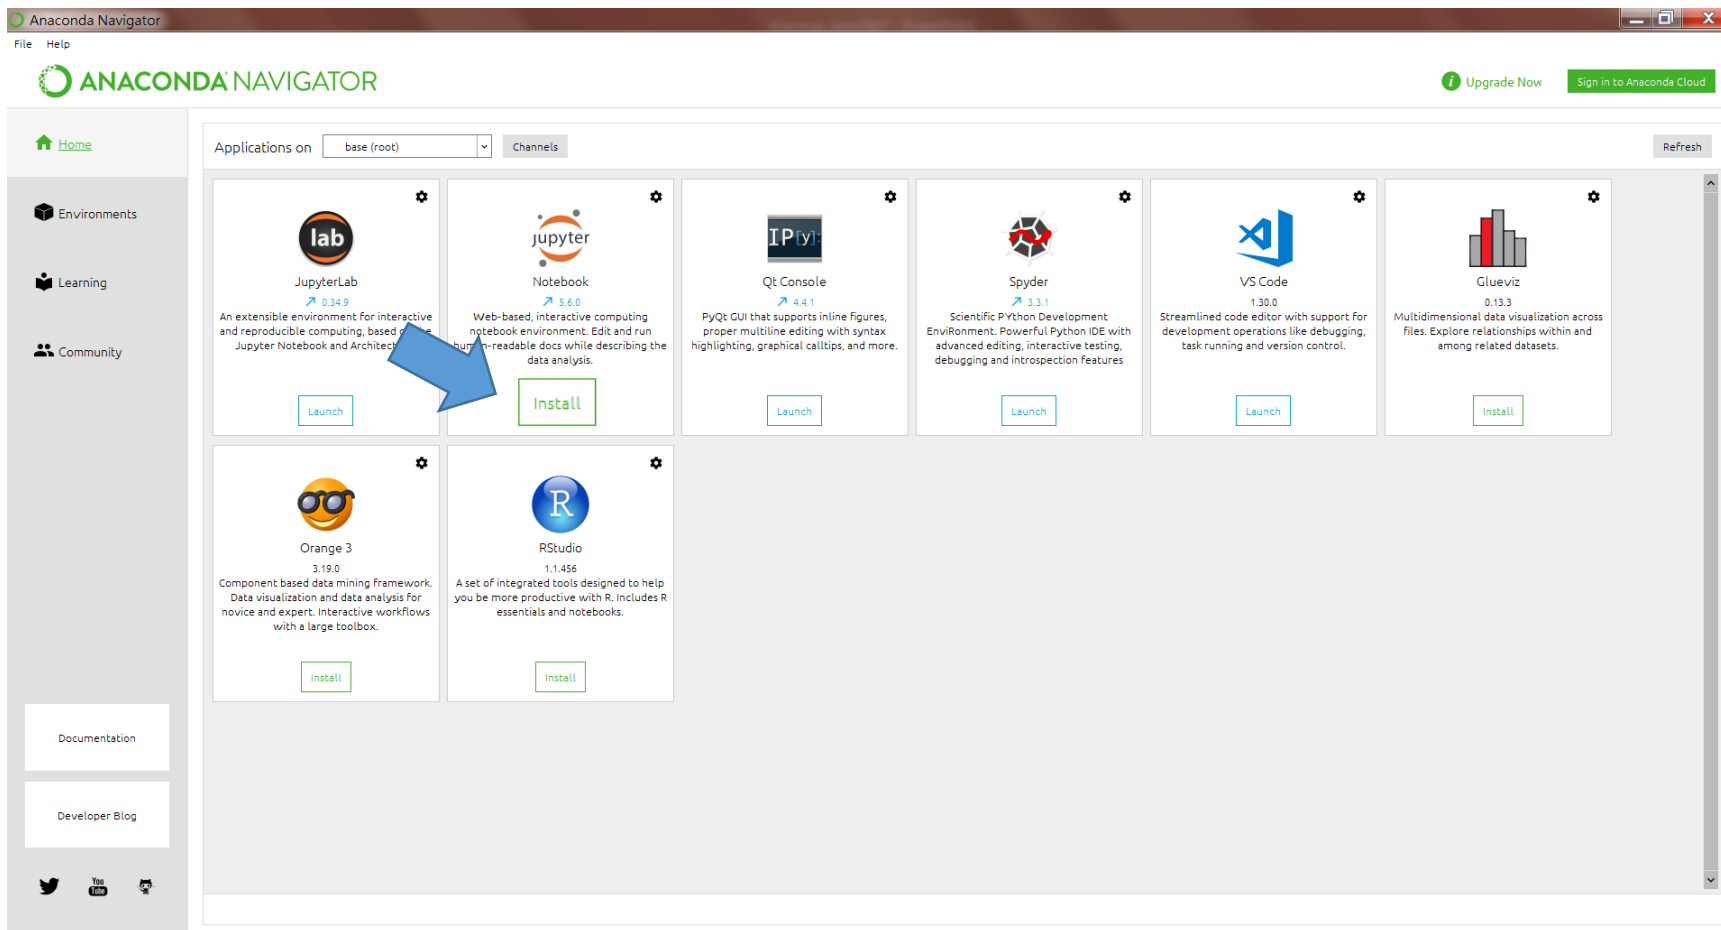 Anaconda Navigator
File Help
ANACONDA NAVIGATOR
Upgrade Now
Sign in to Anaconda Cloud
Home
Applications on base (root) Channels
Refresh
Environments
Learning
Community
lab
JupyterLab
0.34.9
An extensible environment for interactive
and reproducible computing, based
Jupyter Notebook and
Launch
jupyter
Notebook
5.6.0
Web-based, interactive computing
notebook environment. Edit and run
human-readable docs while describing the
data analysis.
Install
IP[y]:
Qt Console
4.4.1
PyQt GUI that supports inline figures,
proper multiline editing with syntax
highlighting, graphical calltips, and more.
Launch
Spyder
3.3.1
Scientific PYthon Development
EnviRonment. Powerful Python IDE with
advanced editing, interactive testing,
debugging and introspection features
Launch
VS Code
1.30.0
Streamlined code editor with support for
development operations like debugging,
task running and version control.
Launch
Glueviz
0.13.3
Multidimensional data visualization across
files. Explore relationships within and
among related datasets.
Install
Orange 3
3.19.0
Component based data mining framework.
Data visualization and data analysis for
novice and expert. Interactive workflows
with a large toolbox.
Install
R
RStudio
1.1.456
A set of integrated tools designed to help
you be more productive with R. Includes R
essentials and notebooks.
Install
Documentation
Developer Blog
You
Tube